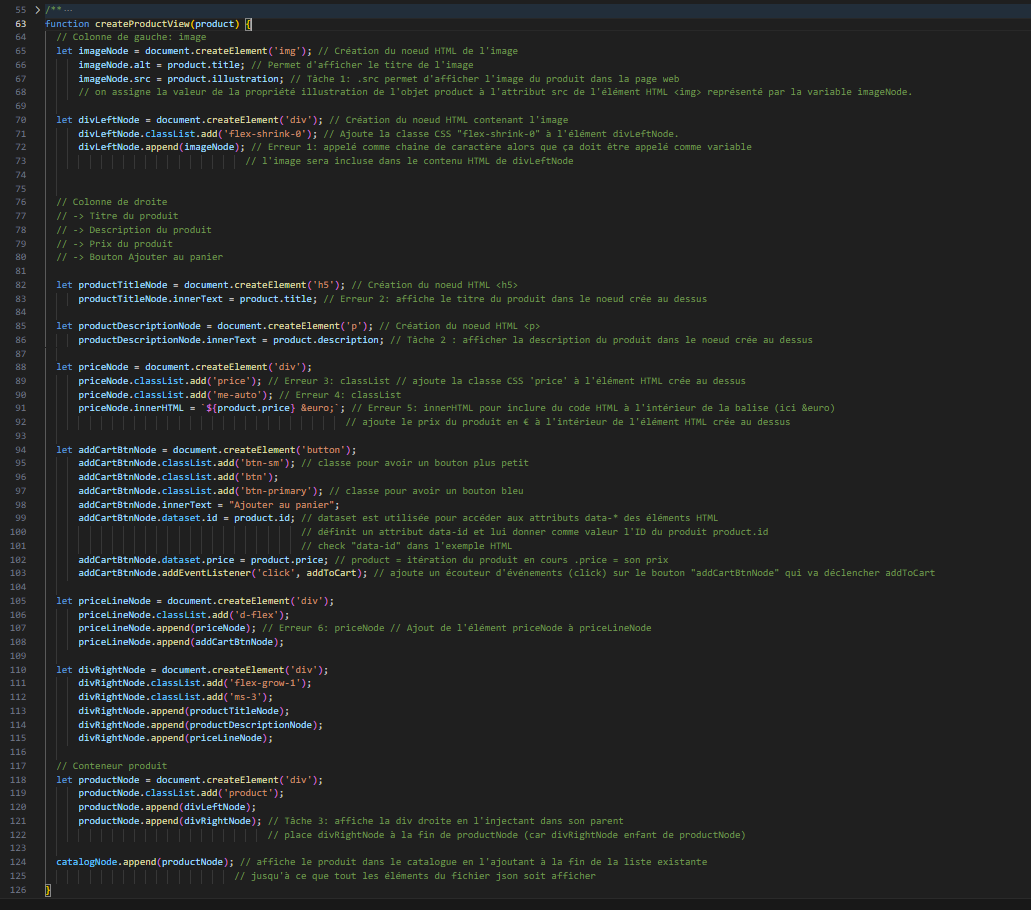 55 /** ...
63 function createProductView(product) {
64 // Colonne de gauche: image
65 let imageNode = document.createElement('img'); // Création du noeud HTML de l'image
66 imageNode.alt = product.title; // Permet d'afficher le titre de l'image
67 imageNode.src = product.illustration; // Tâche 1: .src permet d'afficher l'image du produit dans la page web
68 // on assigne la valeur de la propriété illustration de l'objet product à l'attribut src de l'élément HTML <img> représenté par la variable imageNode.
69
70 let divLeftNode = document.createElement('div'); // Création du noeud HTML contenant l'image
71 divLeftNode.classList.add('flex-shrink-0'); // Ajoute la classe CSS "flex-shrink-0" à l'élément divLeftNode.
72 divLeftNode.append(imageNode); // Erreur 1: appelé comme chaine de caractère alors que ça doit être appelé comme variable
73 // l'image sera incluse dans le contenu HTML de divLeftNode
74
75
76 // Colonne de droite
77 // -> Titre du produit
78 // -> Description du produit
79 // -> Prix du produit
80 // -> Bouton Ajouter au panier
81
82 let productTitleNode = document.createElement('h5'); // Création du noeud HTML <h5>
83 productTitleNode.innerText = product.title; // Erreur 2: affiche le titre du produit dans le noeud crée au dessus
84
85 let productDescriptionNode = document.createElement('p'); // Création du noeud HTML <p>
86 productDescriptionNode.innerText = product.description; // Tâche 2 : afficher la description du produit dans le noeud crée au dessus
87
88 let priceNode = document.createElement('div');
89 priceNode.classList.add('price'); // Erreur 3: classList // ajoute la classe CSS 'price' à l'élément HTML crée au dessus
90 priceNode.classList.add('me-auto'); // Erreur 4: classList
91 priceNode.innerHTML = `${product.price} &euro;`; // Erreur 5: innerHTML pour inclure du code HTML à l'intérieur de la balise (ici &euro)
92 // ajoute le prix du produit en € à l'intérieur de l'élément HTML crée au dessus
93
94 let addCartBtnNode = document.createElement('button');
95 addCartBtnNode.classList.add('btn-sm'); // classe pour avoir un bouton plus petit
96 addCartBtnNode.classList.add('btn');
97 addCartBtnNode.classList.add('btn-primary'); // classe pour avoir un bouton bleu
98 addCartBtnNode.innerText = "Ajouter au panier";
99 addCartBtnNode.dataset.id = product.id; // dataset est utilisée pour accéder aux attributs data-* des éléments HTML
100 // définit un attribut data-id et lui donner comme valeur l'ID du produit product.id
101 // check "data-id" dans l'exemple HTML
102 addCartBtnNode.dataset.price = product.price; // product = itération du produit en cours .price = son prix
103 addCartBtnNode.addEventListener('click', addToCart); // ajoute un écouteur d'événements (click) sur le bouton "addCartBtnNode" qui va déclencher addToCart
104
105 let priceLineNode = document.createElement('div');
106 priceLineNode.classList.add('d-flex');
107 priceLineNode.append(priceNode); // Erreur 6: priceNode // Ajout de l'élément priceNode à priceLineNode
108 priceLineNode.append(addCartBtnNode);
109
110 let divRightNode = document.createElement('div');
111 divRightNode.classList.add('flex-grow-1');
112 divRightNode.classList.add('ms-3');
113 divRightNode.append(productTitleNode);
114 divRightNode.append(productDescriptionNode);
115 divRightNode.append(priceLineNode);
116
117 // Conteneur produit
118 let productNode = document.createElement('div');
119 productNode.classList.add('product');
120 productNode.append(divLeftNode);
121 productNode.append(divRightNode); // Tâche 3: affiche la div droite en l'injectant dans son parent
122 // place divRightNode à la fin de productNode (car divRightNode enfant de productNode)
123
124 catalogNode.append(productNode); // affiche le produit dans le catalogue en l'ajoutant à la fin de la liste existante
125 // jusqu'à ce que tout les éléments du fichier json soit afficher
126 }